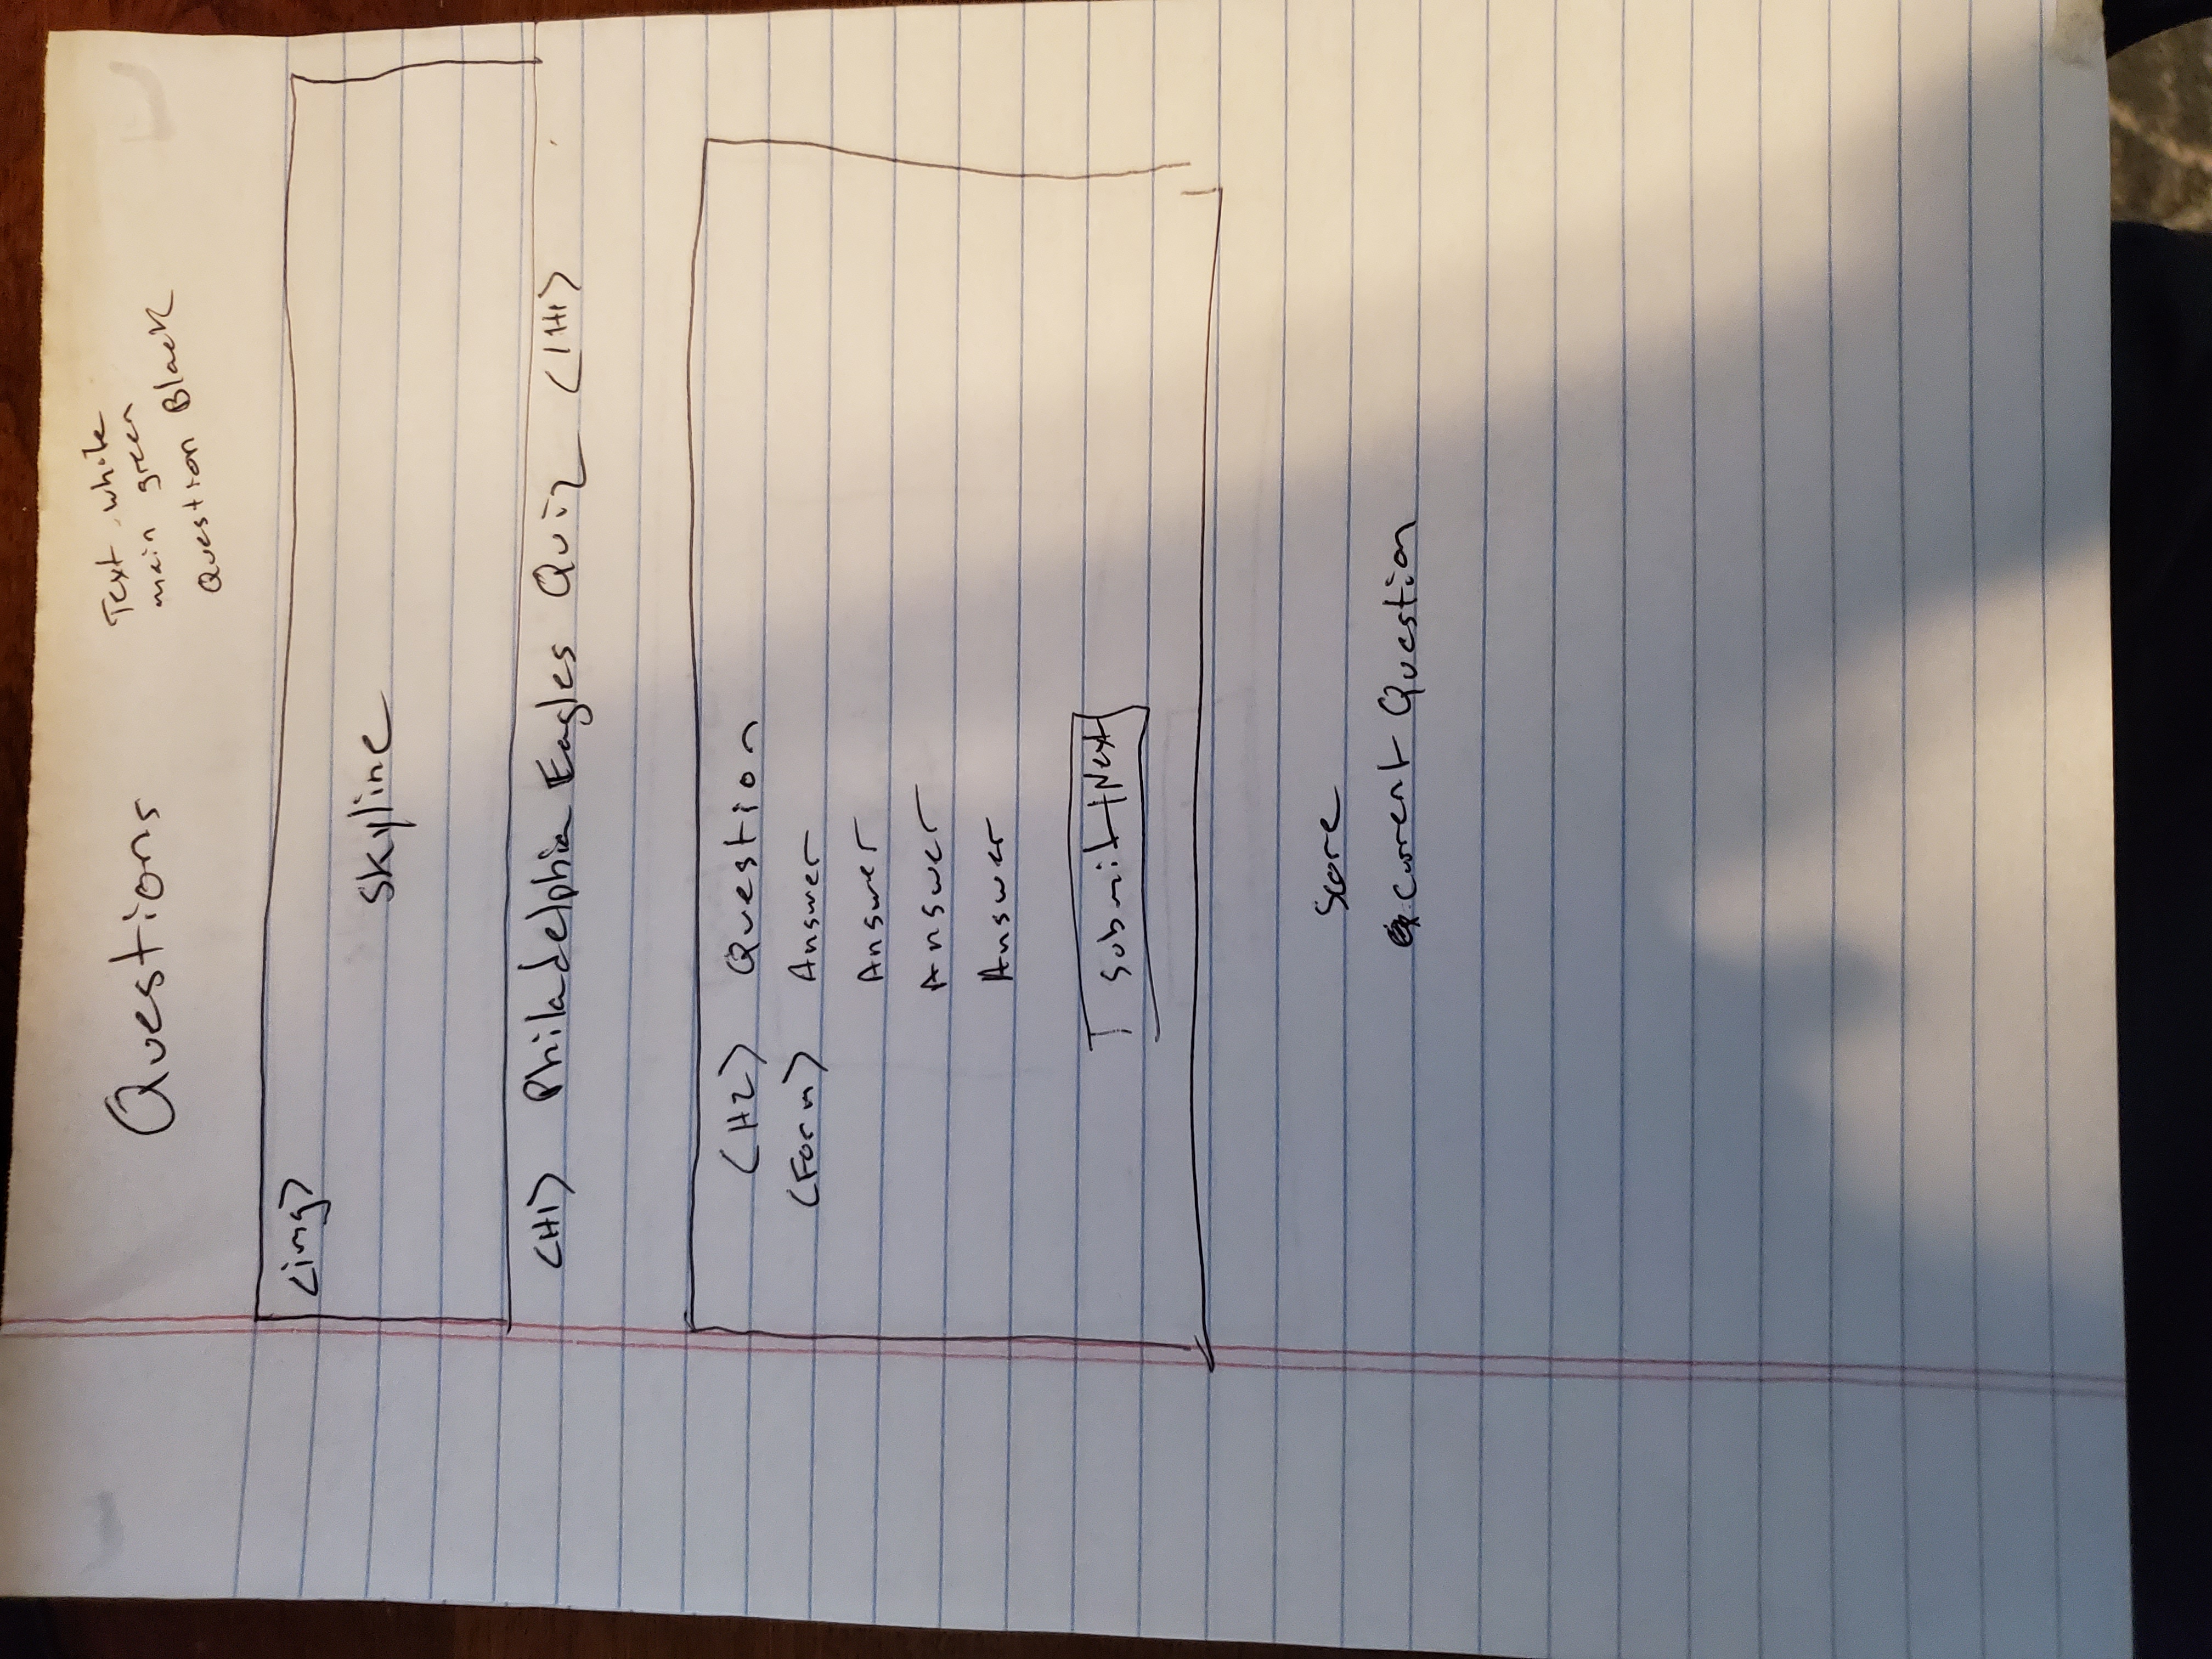 Questions
Text white
main green
Question Black
<img>
Skyline
<H1> Philadelphia Eagles Quiz </H1>
<H2> Question
<Form> Answer
Answer
Answer
Answer
Submit/Next
Score
Current Question